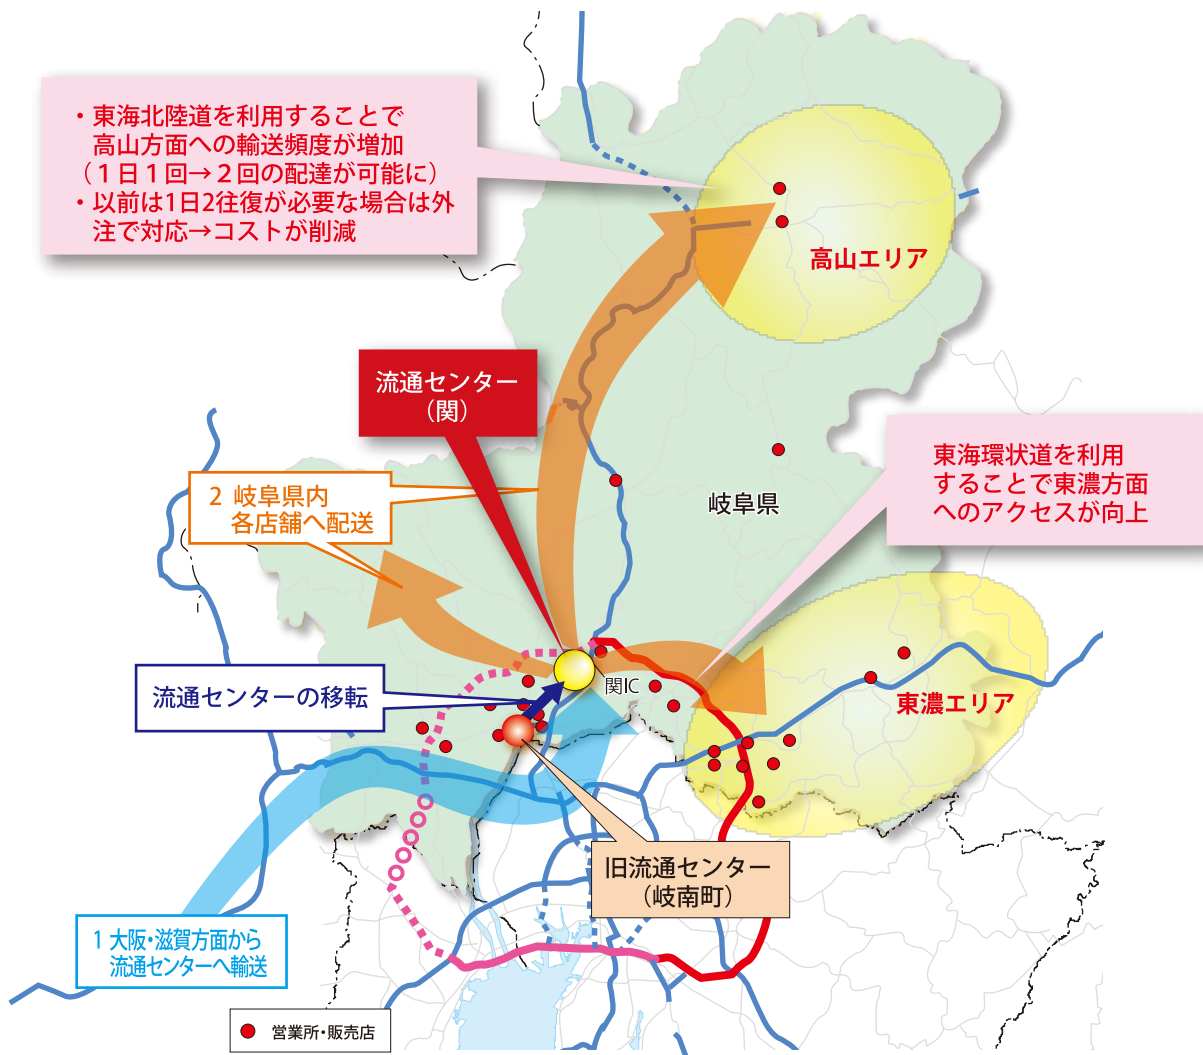 ・東海北陸道を利用することで
高山方面への輸送頻度が増加
（１日１回→２回の配達が可能に）
・以前は1日2往復が必要な場合は外
注で対応→コストが削減
高山エリア
流通センター
（関）
東海環状道を利用
することで東濃方面
へのアクセスが向上
2 岐阜県内
各店舗へ配送
岐阜県
流通センターの移転
関IC
東濃エリア
旧流通センター
（岐南町）
1 大阪・滋賀方面から
流通センターへ輸送
営業所・販売店